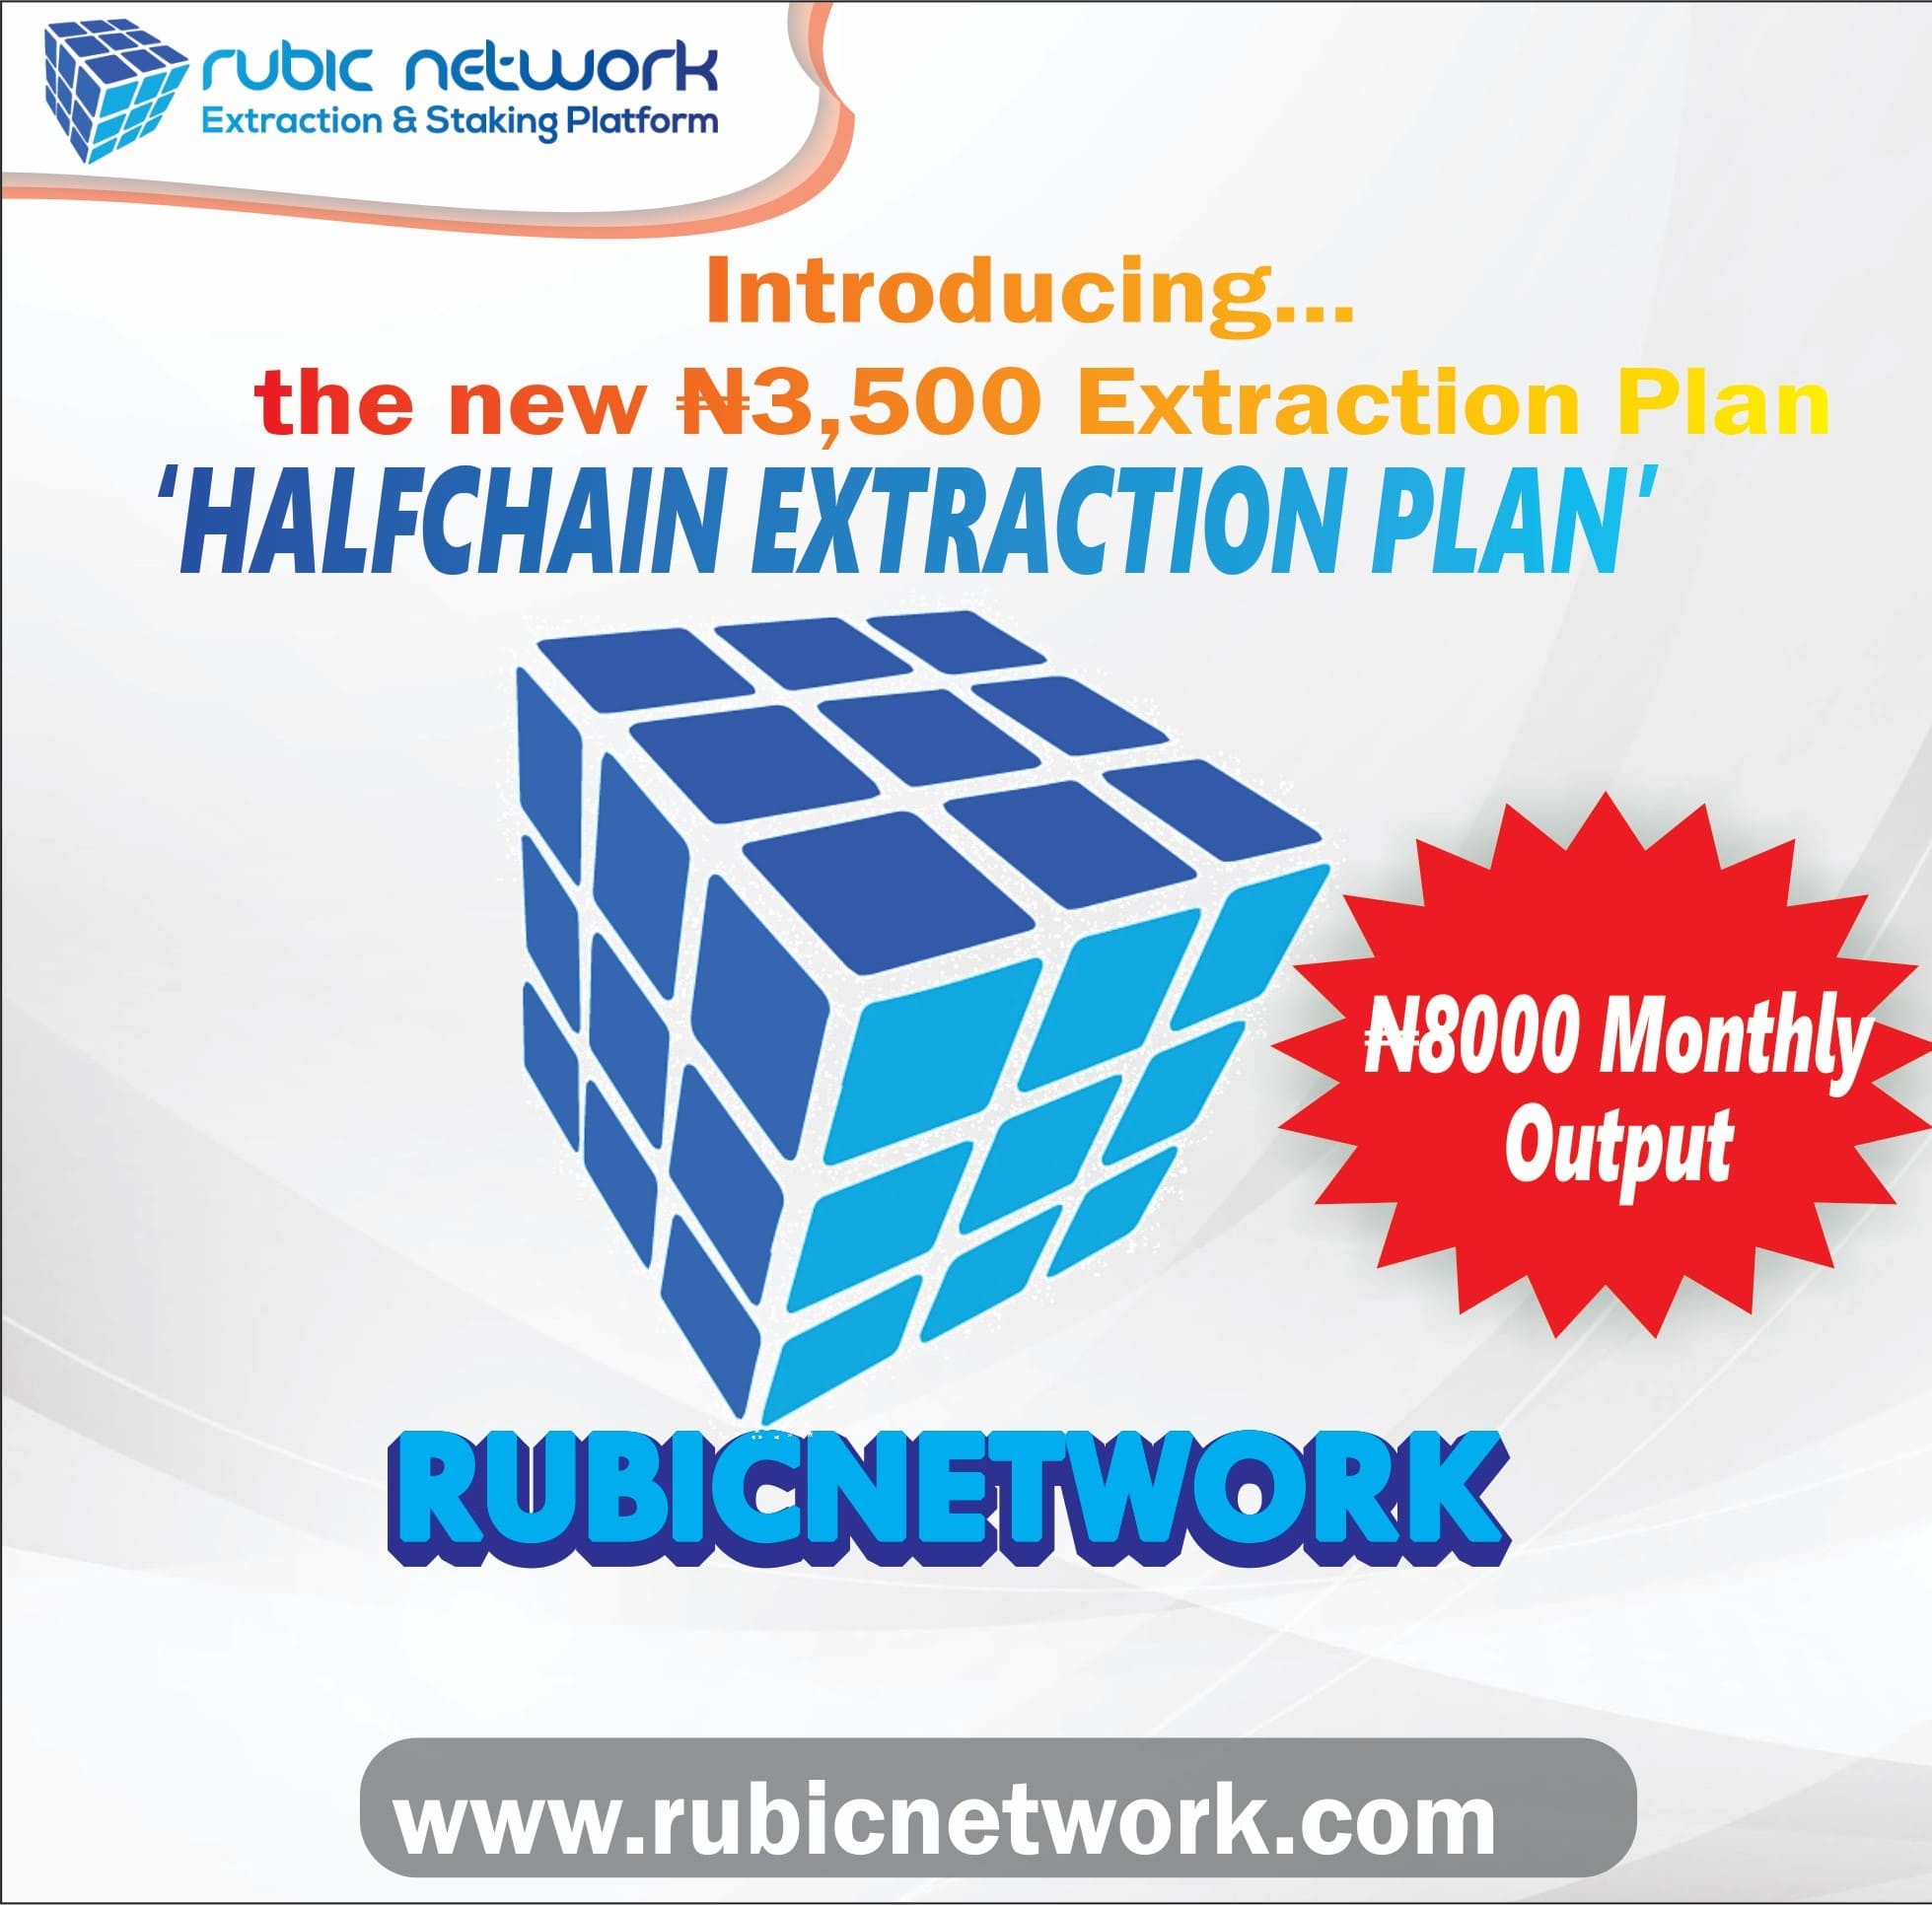 rubic network
Extraction & Staking Platform
Introducing...
the new ₦3,500 Extraction Plan
'HALFCHAIN EXTRACTION PLAN'
₦8000 Monthly
Output
RUBICNETWORK
www.rubicnetwork.com